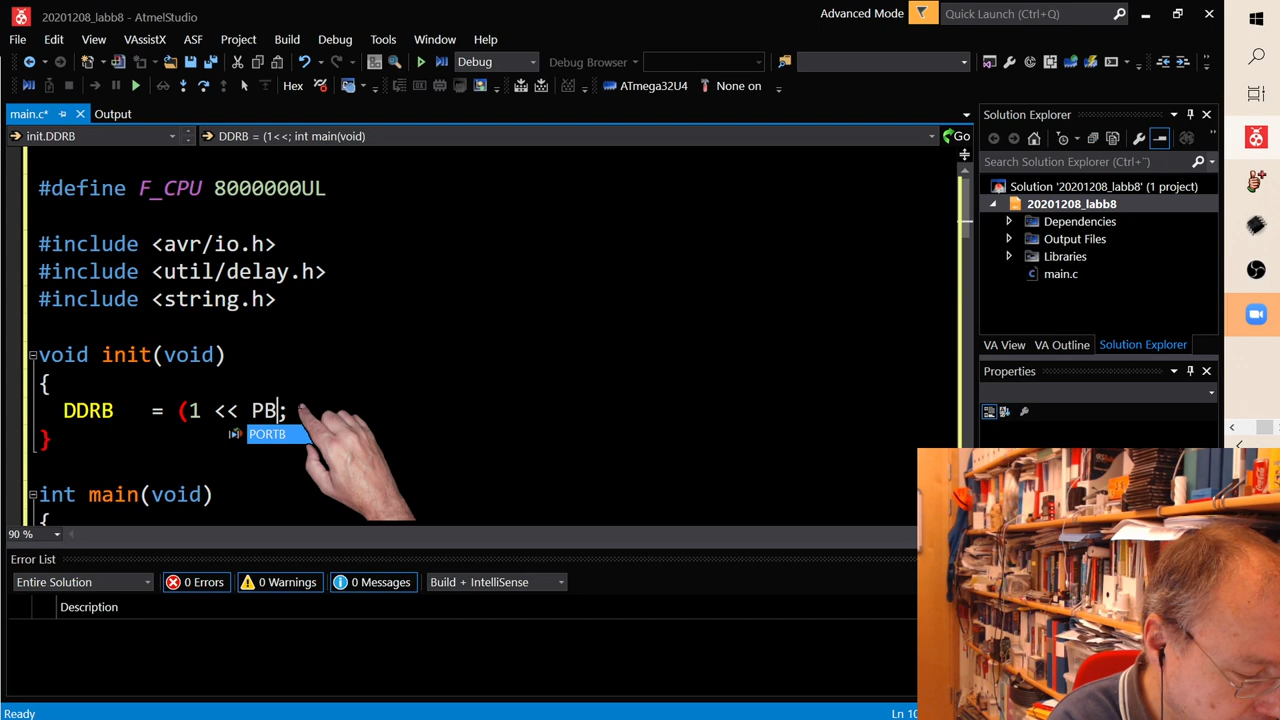 20201208_labb8 - AtmelStudio
Advanced Mode
Quick Launch (Ctrl+Q)
File Edit View VAssistX ASF Project Build Debug Tools Window Help
Debug
Debug Browser
Hex
ATmega32U4
None on
main.c*
Output
init.DDRB
DDRB = (1<<; int main(void)
Go
#define F_CPU 8000000UL
#include <avr/io.h>
#include <util/delay.h>
#include <string.h>
void init(void)
{
DDRB = (1 << PB;
PORTB
}
int main(void)
{
90 %
Solution Explorer
Search Solution Explorer (Ctrl+¨)
Solution '20201208_labb8' (1 project)
20201208_labb8
Dependencies
Output Files
Libraries
main.c
VA View VA Outline Solution Explorer
Properties
Error List
Entire Solution
0 Errors
0 Warnings
0 Messages
Build + IntelliSense
Description
Ready
Ln 10